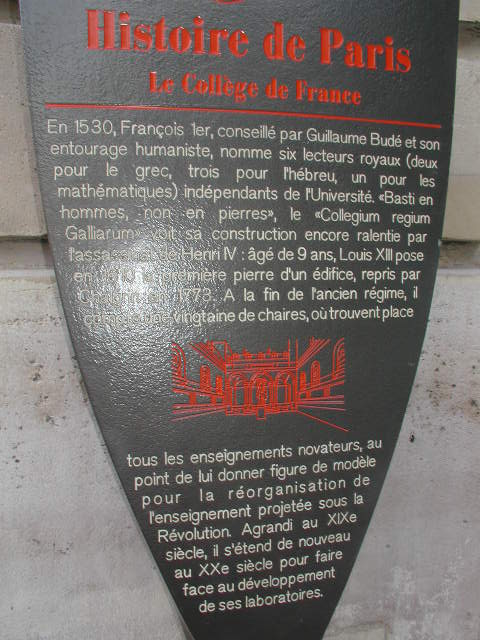 Histoire de Paris
Le Collège de France
En 1530, François 1er, conseillé par Guillaume Budé et son
entourage humaniste, nomme six lecteurs royaux (deux
pour le grec, trois pour l'hébreu, un pour les
mathématiques) indépendants de l'Université. «Basti en
hommes, non en pierres», le «Collegium regium
Galliarum» voit sa construction encore ralentie par
l'assassinat de Henri IV : âgé de 9 ans, Louis XIII pose
en la première pierre d'un édifice, repris par
Chalgrin en 1778. A la fin de l'ancien régime, il
compte une vingtaine de chaires, où trouvent place
tous les enseignements novateurs, au
point de lui donner figure de modèle
pour la réorganisation de
l'enseignement projetée sous la
Révolution. Agrandi au XIXe
siècle, il s'étend de nouveau
au XXe siècle pour faire
face au développement
de ses laboratoires.